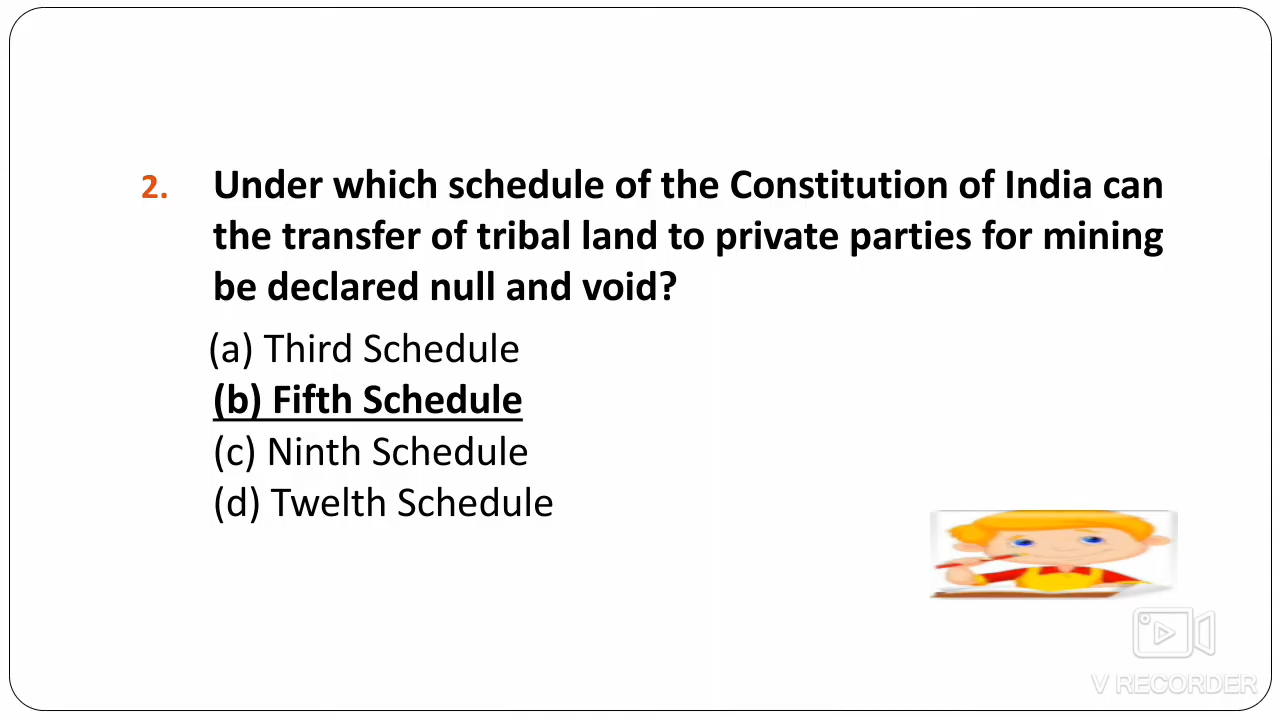 2. Under which schedule of the Constitution of India can
the transfer of tribal land to private parties for mining
be declared null and void?
(a) Third Schedule
(b) Fifth Schedule
(c) Ninth Schedule
(d) Twelth Schedule
V RECORDER